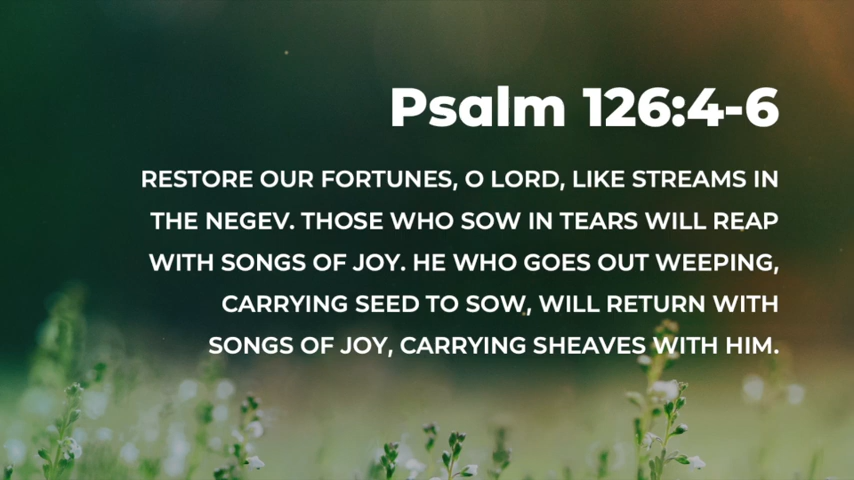 Psalm 126:4-6
RESTORE OUR FORTUNES, O LORD, LIKE STREAMS IN
THE NEGEV. THOSE WHO SOW IN TEARS WILL REAP
WITH SONGS OF JOY. HE WHO GOES OUT WEEPING,
CARRYING SEED TO SOW, WILL RETURN WITH
SONGS OF JOY, CARRYING SHEAVES WITH HIM.